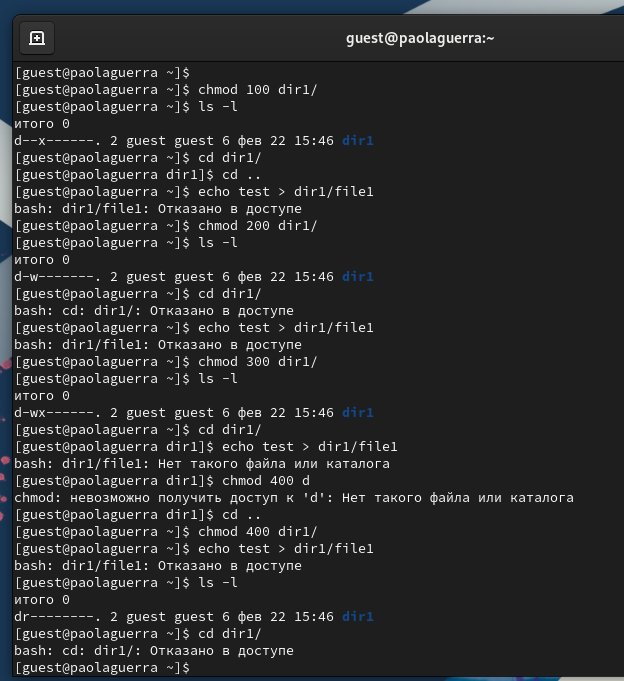 guest@paolaguerra:~
[guest@paolaguerra ~]$
[guest@paolaguerra ~]$ chmod 100 dir1/
[guest@paolaguerra ~]$ ls -l
итого 0
d--x------. 2 guest guest 6 фев 22 15:46 dir1
[guest@paolaguerra ~]$ cd dir1/
[guest@paolaguerra dir1]$ cd ..
[guest@paolaguerra ~]$ echo test > dir1/file1
bash: dir1/file1: Отказано в доступе
[guest@paolaguerra ~]$ chmod 200 dir1/
[guest@paolaguerra ~]$ ls -l
итого 0
d-w-------. 2 guest guest 6 фев 22 15:46 dir1
[guest@paolaguerra ~]$ cd dir1/
bash: cd: dir1/: Отказано в доступе
[guest@paolaguerra ~]$ echo test > dir1/file1
bash: dir1/file1: Отказано в доступе
[guest@paolaguerra ~]$ chmod 300 dir1/
[guest@paolaguerra ~]$ ls -l
итого 0
d-wx------. 2 guest guest 6 фев 22 15:46 dir1
[guest@paolaguerra ~]$ cd dir1/
[guest@paolaguerra dir1]$ echo test > dir1/file1
bash: dir1/file1: Нет такого файла или каталога
[guest@paolaguerra dir1]$ chmod 400 d
chmod: невозможно получить доступ к 'd': Нет такого файла или каталога
[guest@paolaguerra dir1]$ cd ..
[guest@paolaguerra ~]$ chmod 400 dir1/
[guest@paolaguerra ~]$ echo test > dir1/file1
bash: dir1/file1: Отказано в доступе
[guest@paolaguerra ~]$ ls -l
итого 0
dr--------. 2 guest guest 6 фев 22 15:46 dir1
[guest@paolaguerra ~]$ cd dir1/
bash: cd: dir1/: Отказано в доступе
[guest@paolaguerra ~]$